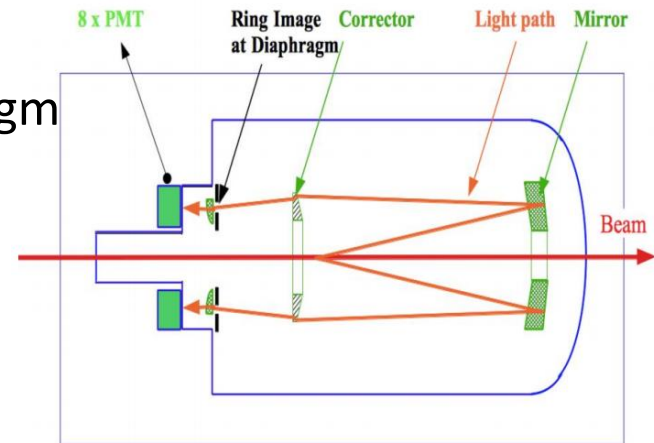 8 x PMT
Ring Image
at Diaphragm
Corrector
Light path
Mirror
gm
Beam